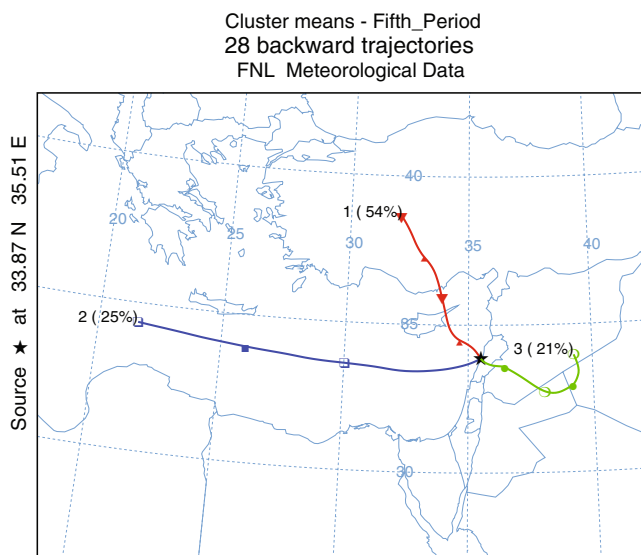 Cluster means - Fifth_Period
28 backward trajectories
FNL Meteorological Data
Source ★ at 33.87 N 35.51 E
40
1 ( 54%)
20
25
30
35
40
2 ( 25%)
35
3 ( 21%)
30